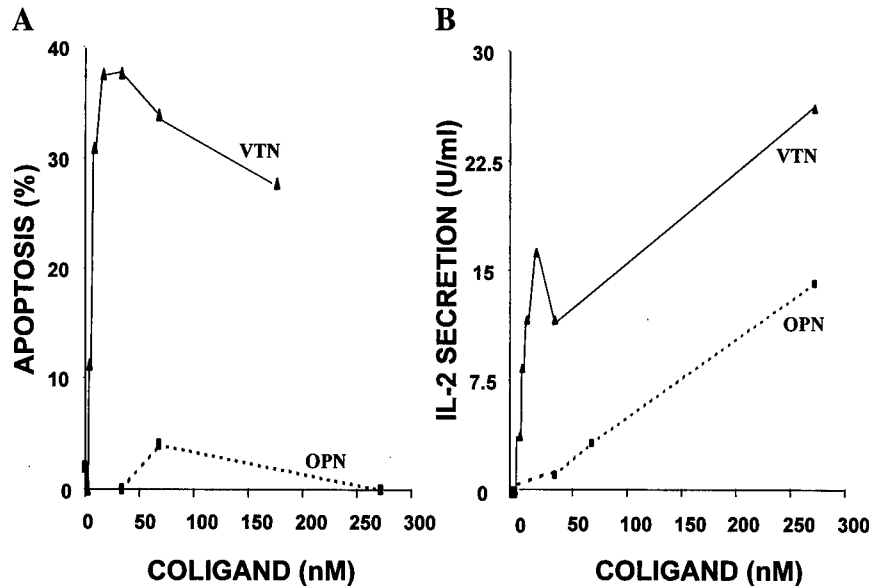 A
APOPTOSIS (%)
40
30
20
10
0
VTN
OPN
0 50 100 150 200 250 300
COLIGAND (nM)
B
IL-2 SECRETION (U/ml)
30
22.5
15
7.5
0
VTN
OPN
0 50 100 150 200 250 300
COLIGAND (nM)